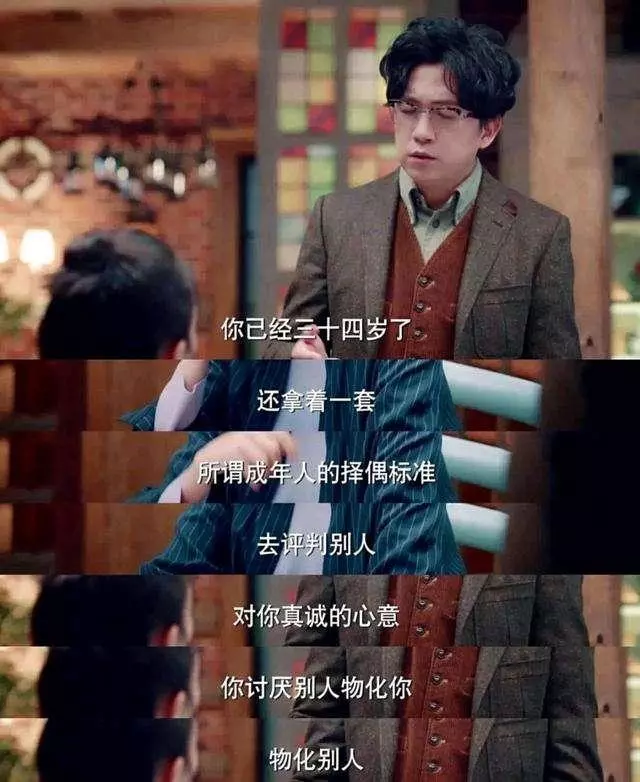 你已经三十四岁了
还拿着一套
所谓成年人的择偶标准
去评判别人
对你真诚的心意
你讨厌别人物化你
物化别人